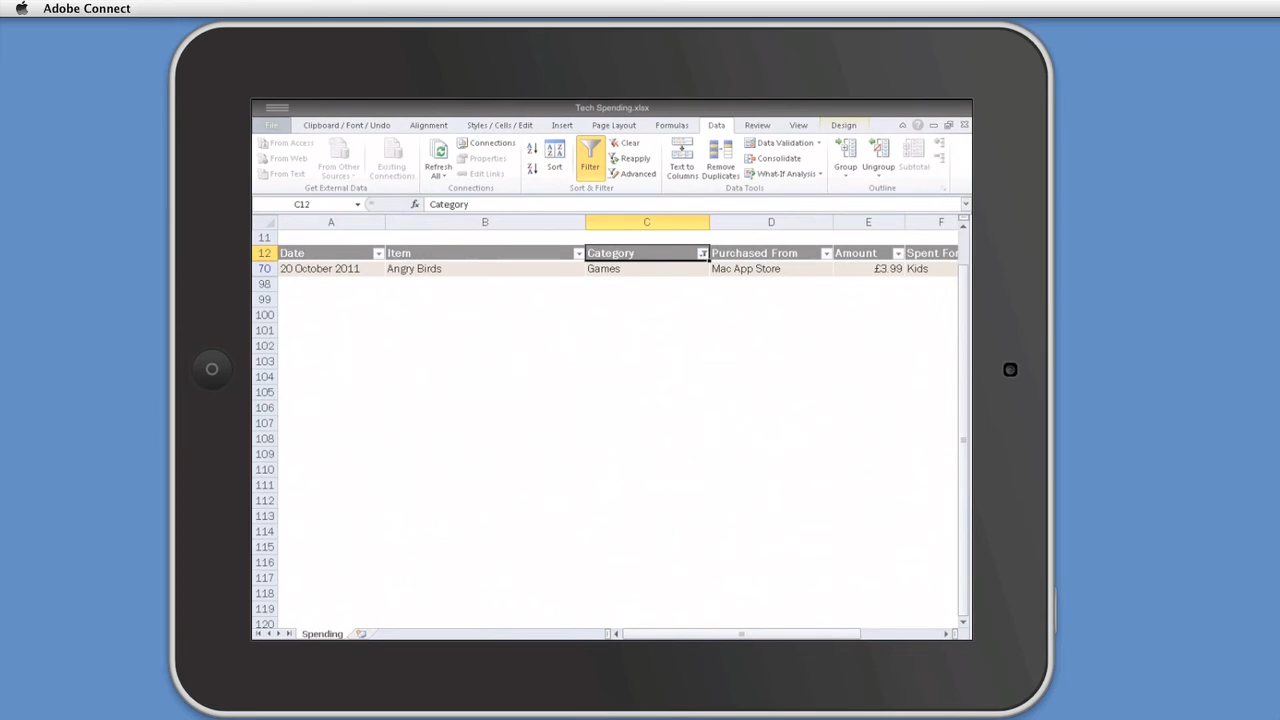 Adobe Connect
Tech Spending.xlsx
File Clipboard / Font / Undo Alignment Styles / Cells / Edit Insert Page Layout Formulas Data Review View Design
From Access
From Web
From Text
From Other Sources
Existing Connections
Get External Data
Refresh All
Connections
Properties
Edit Links
Connections
Sort
Filter
Clear
Reapply
Advanced
Sort & Filter
Text to Columns
Remove Duplicates
Data Validation
Consolidate
What-If Analysis
Data Tools
Group
Ungroup
Subtotal
Outline
C12 fx Category
A B C D E F
11
12 Date Item Category Purchased From Amount Spent For
70 20 October 2011 Angry Birds Games Mac App Store £3.99 Kids
98
99
100
101
102
103
104
105
106
107
108
109
110
111
112
113
114
115
116
117
118
119
120
Spending